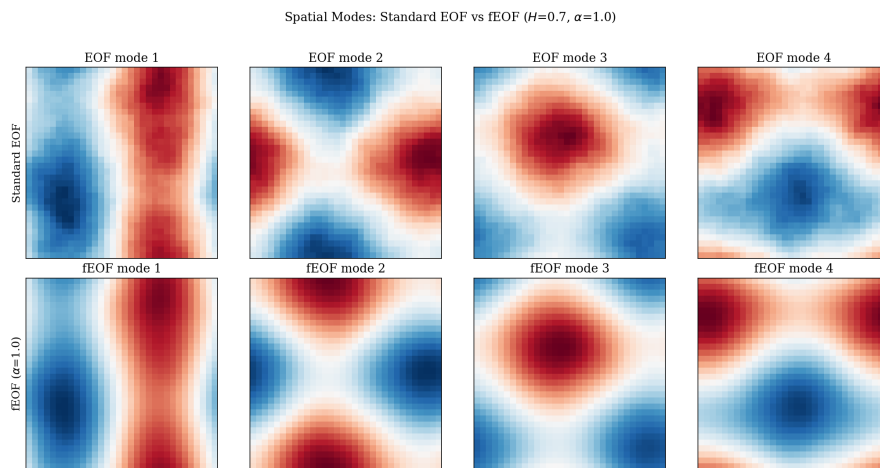 Spatial Modes: Standard EOF vs fEOF (H=0.7, α=1.0)
EOF mode 1
EOF mode 2
EOF mode 3
EOF mode 4
Standard EOF
fEOF mode 1
fEOF mode 2
fEOF mode 3
fEOF mode 4
fEOF (α=1.0)